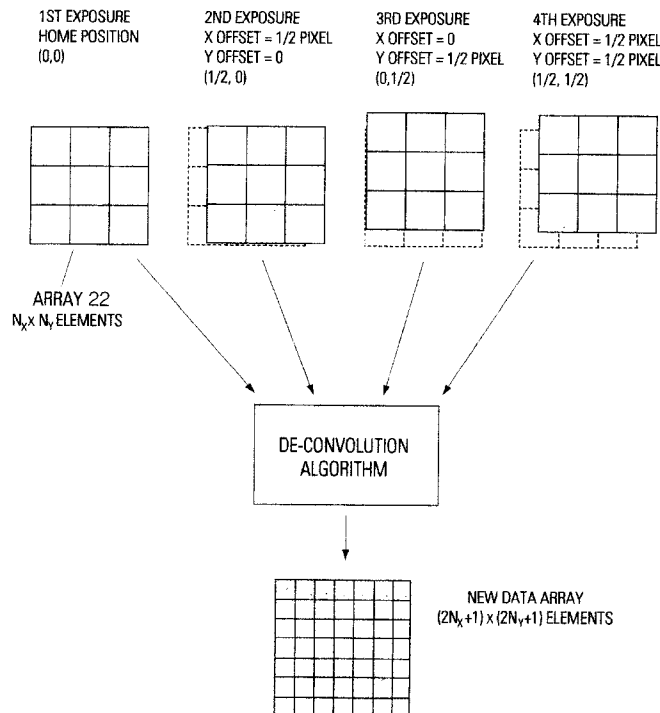 1ST EXPOSURE
HOME POSITION
(0,0)
2ND EXPOSURE
X OFFSET = 1/2 PIXEL
Y OFFSET = 0
(1/2, 0)
3RD EXPOSURE
X OFFSET = 0
Y OFFSET = 1/2 PIXEL
(0,1/2)
4TH EXPOSURE
X OFFSET = 1/2 PIXEL
Y OFFSET = 1/2 PIXEL
(1/2, 1/2)
ARRAY 22
NX x NY ELEMENTS
DE-CONVOLUTION
ALGORITHM
NEW DATA ARRAY
(2NX+1) x (2NY+1) ELEMENTS